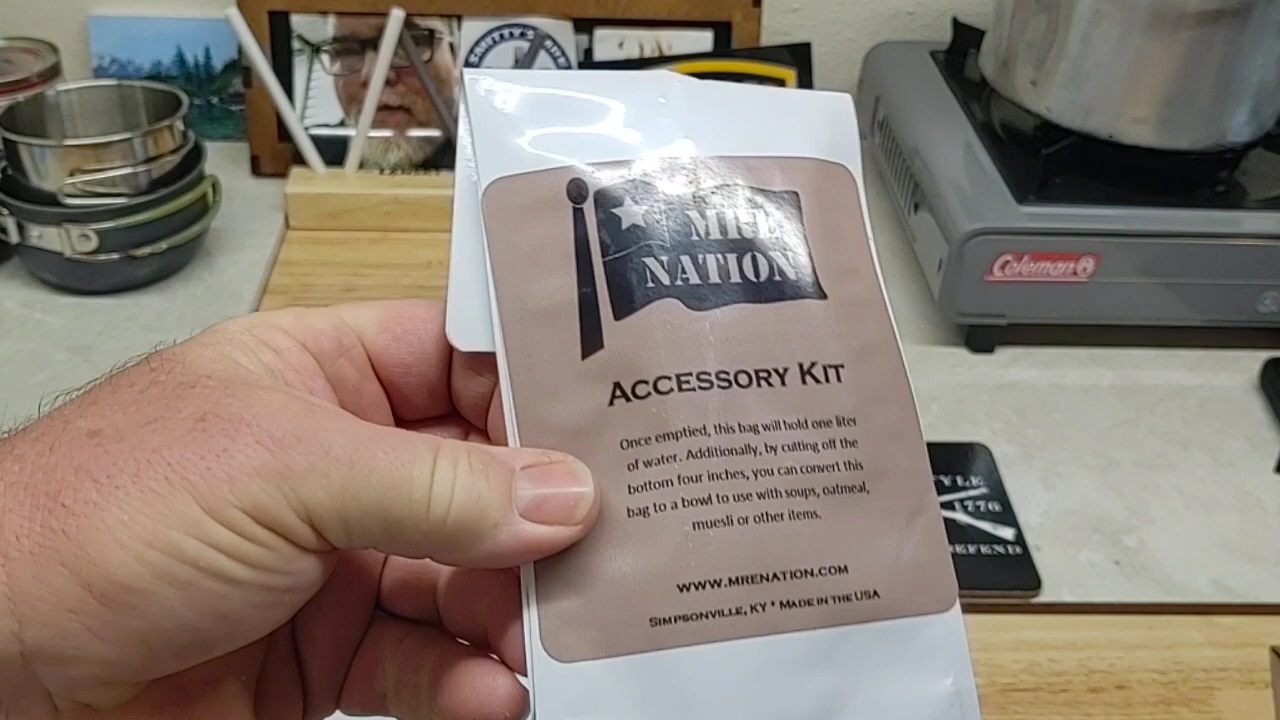 SMITTY'S
MRE
NATION
ACCESSORY KIT
Once emptied, this bag will hold one liter
of water. Additionally, by cutting off the
bottom four inches, you can convert this
bag to a bowl to use with soups, oatmeal,
muesli or other items.
WWW.MRENATION.COM
SIMPSONVILLE, KY * MADE IN THE USA
Coleman
1776
DEFEND